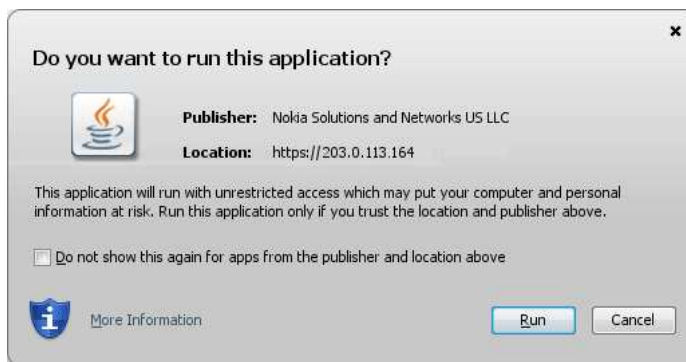 Do you want to run this application?
Publisher: Nokia Solutions and Networks US LLC
Location: https://203.0.113.164
This application will run with unrestricted access which may put your computer and personal
information at risk. Run this application only if you trust the location and publisher above.
Do not show this again for apps from the publisher and location above
More Information
Run
Cancel